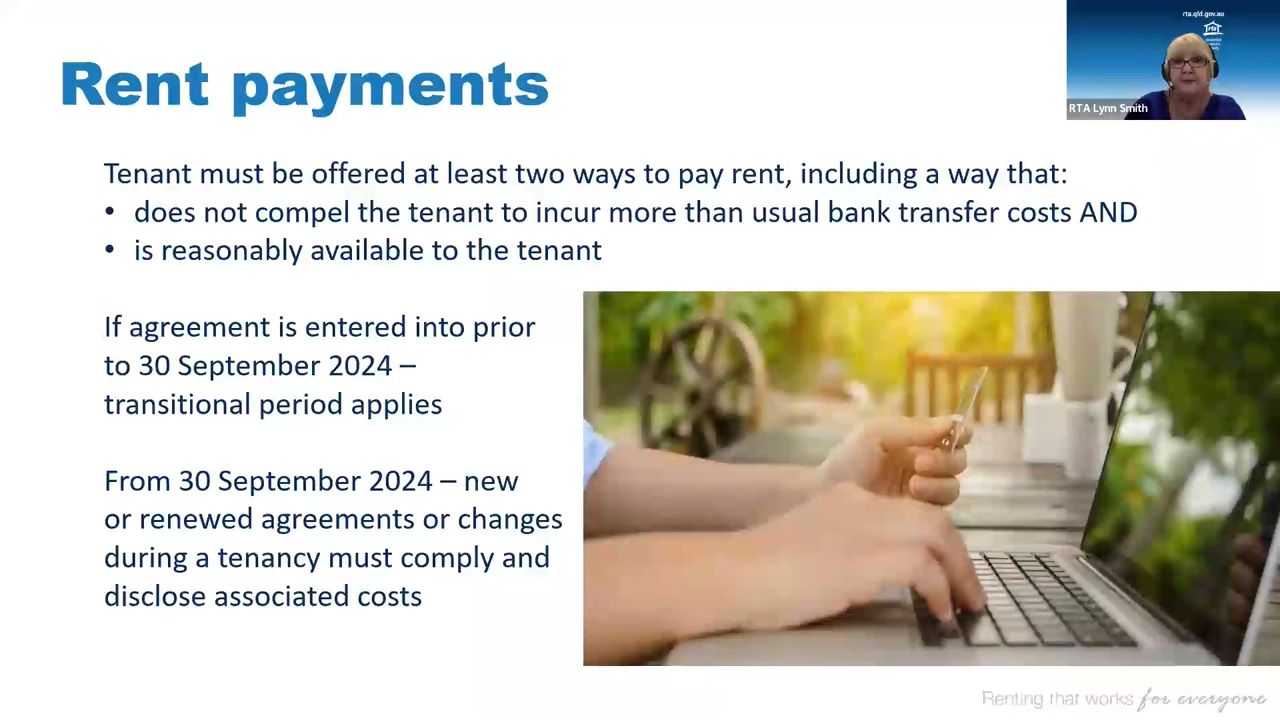 rta.qld.gov.au
rta
Rent payments
RTA Lynn Smith
Tenant must be offered at least two ways to pay rent, including a way that:
• does not compel the tenant to incur more than usual bank transfer costs AND
• is reasonably available to the tenant
If agreement is entered into prior
to 30 September 2024 –
transitional period applies
From 30 September 2024 – new
or renewed agreements or changes
during a tenancy must comply and
disclose associated costs
Renting that works for everyone